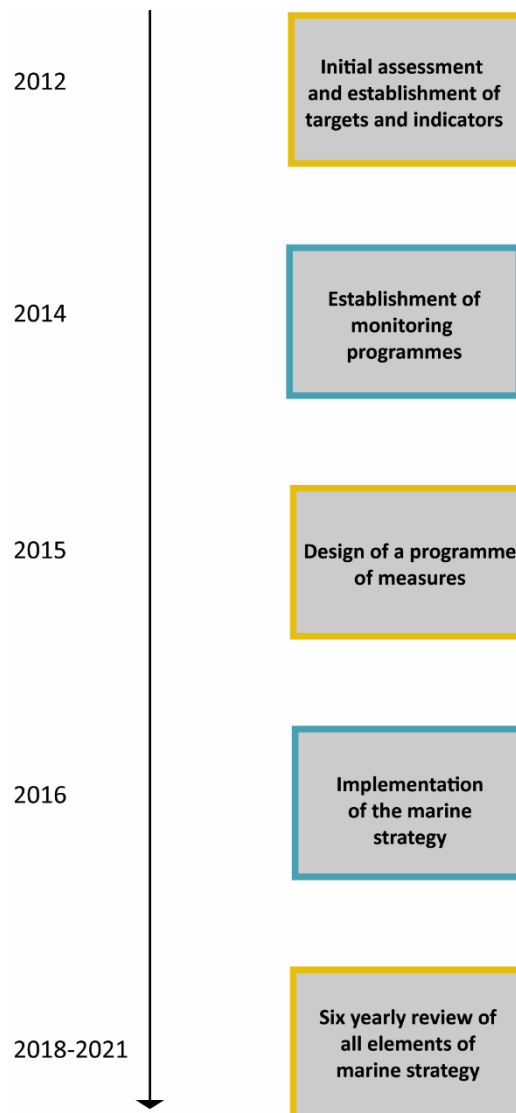 2012
Initial assessment
and establishment of
targets and indicators
2014
Establishment of
monitoring
programmes
2015
Design of a programme
of measures
2016
Implementation
of the marine
strategy
2018-2021
Six yearly review of
all elements of
marine strategy